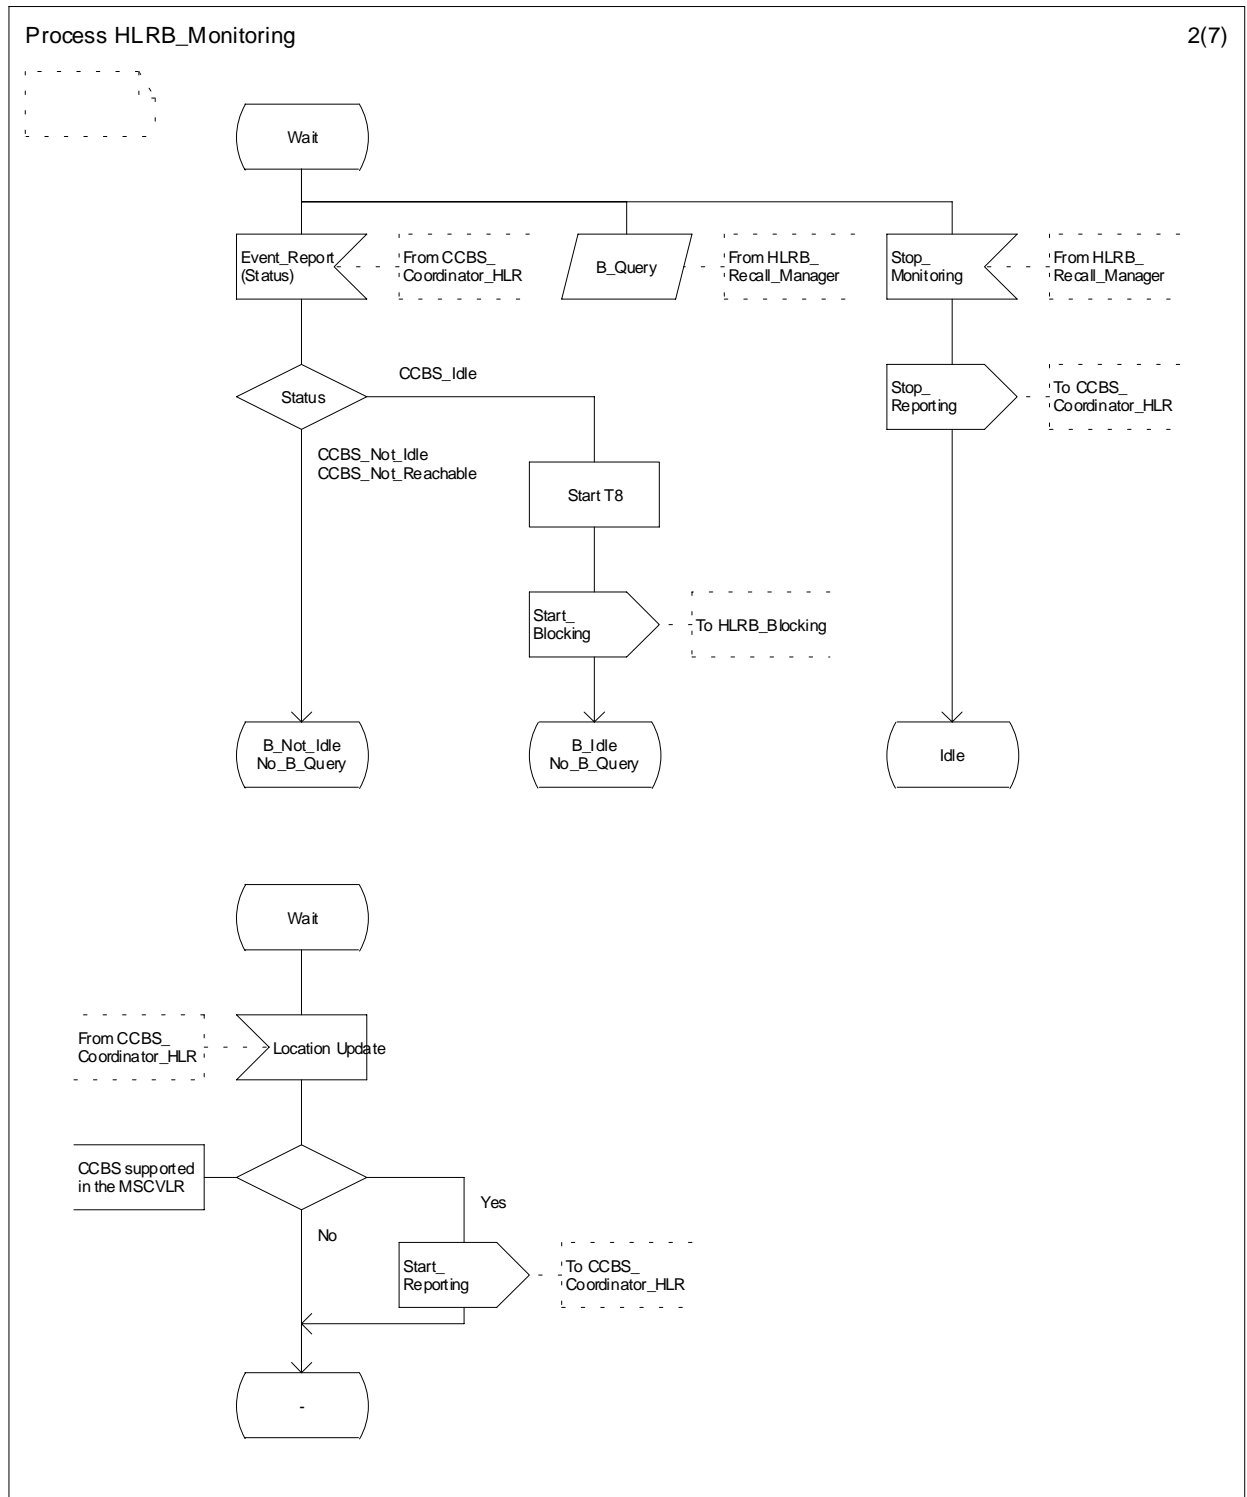 Process HLRB_Monitoring
2(7)
Wait
Event_Report
(Status)
From CCBS_
Coordinator_HLR
B_Query
From HLRB_
Recall_Manager
Stop_
Monitoring
From HLRB_
Recall_Manager
Status
CCBS_Idle
Stop_
Reporting
To CCBS_
Coordinator_HLR
CCBS_Not_Idle
CCBS_Not_Reachable
Start T8
Start_
Blocking
To HLRB_Blocking
B_Not_Idle
No_B_Query
B_Idle
No_B_Query
Idle
Wait
From CCBS_
Coordinator_HLR
Location Update
CCBS supported
in the MSCVLR
Yes
No
Start_
Reporting
To CCBS_
Coordinator_HLR
-